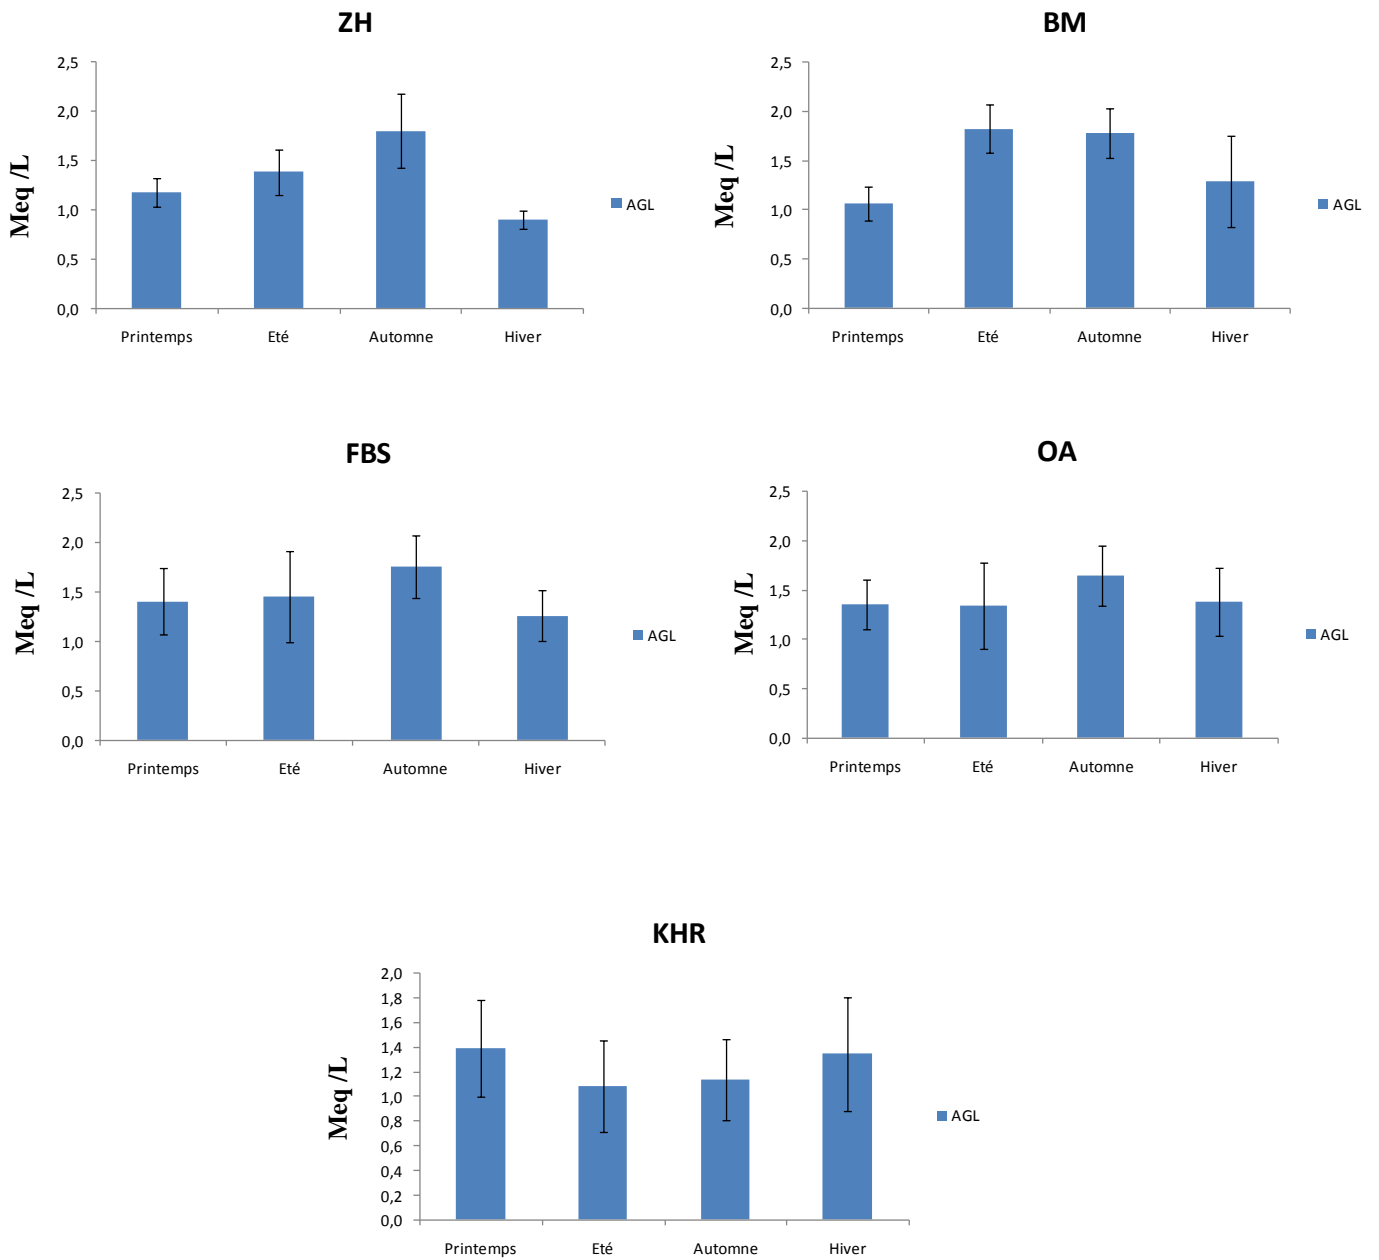 ZH
2,5
2,0
1,5
1,0
0,5
0,0
Meq /L
Printemps Eté Automne Hiver
AGL
BM
2,5
2,0
1,5
1,0
0,5
0,0
Meq /L
Printemps Eté Automne Hiver
AGL
FBS
2,5
2,0
1,5
1,0
0,5
0,0
Meq /L
Printemps Eté Automne Hiver
AGL
OA
2,5
2,0
1,5
1,0
0,5
0,0
Meq /L
Printemps Eté Automne Hiver
AGL
KHR
2,0
1,8
1,6
1,4
1,2
1,0
0,8
0,6
0,4
0,2
0,0
Meq /L
Printemps Eté Automne Hiver
AGL